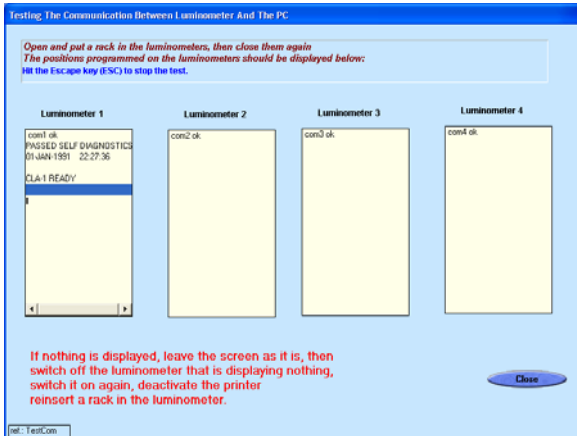 Testing The Communication Between Luminometer And The PC
Open and put a rack in the luminometers, then close them again
The positions programmed on the luminometers should be displayed below:
Hit the Escape key (ESC) to stop the test.
Luminometer 1
Luminometer 2
Luminometer 3
Luminometer 4
com1 ok
PASSED SELF DIAGNOSTICS
01-JAN-1991 22:27:36
CLA-1 READY
com2 ok
com3 ok
com4 ok
If nothing is displayed, leave the screen as it is, then
switch off the luminometer that is displaying nothing,
switch it on again, deactivate the printer
reinsert a rack in the luminometer.
Close
ref.: TestCom